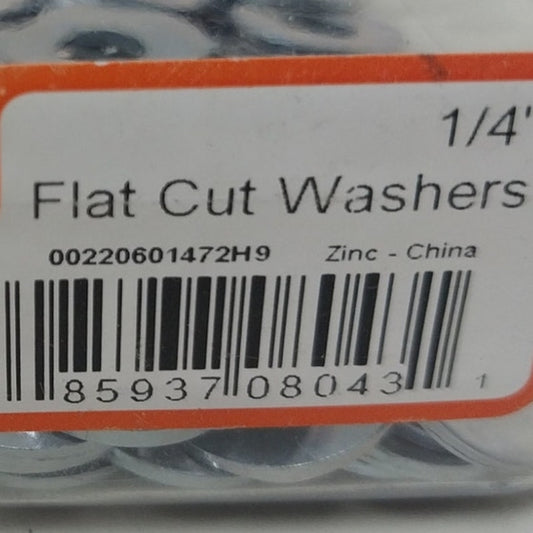 1/4"
Flat Cut Washers
00220601472H9 Zinc - China
85937 08043 1